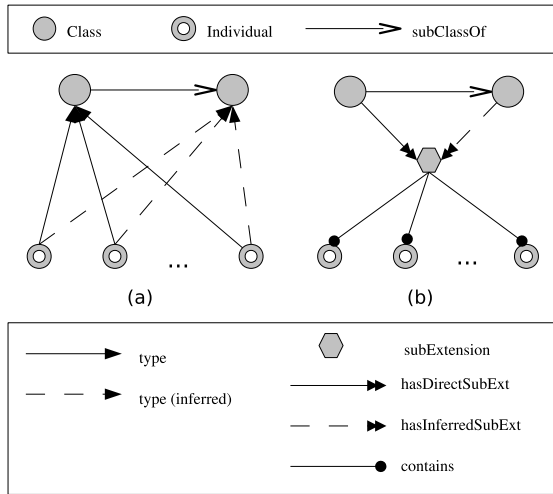 Class Individual subClassOf
... ...
(a) (b)
type
type (inferred)
subExtension
hasDirectSubExt
hasInferredSubExt
contains